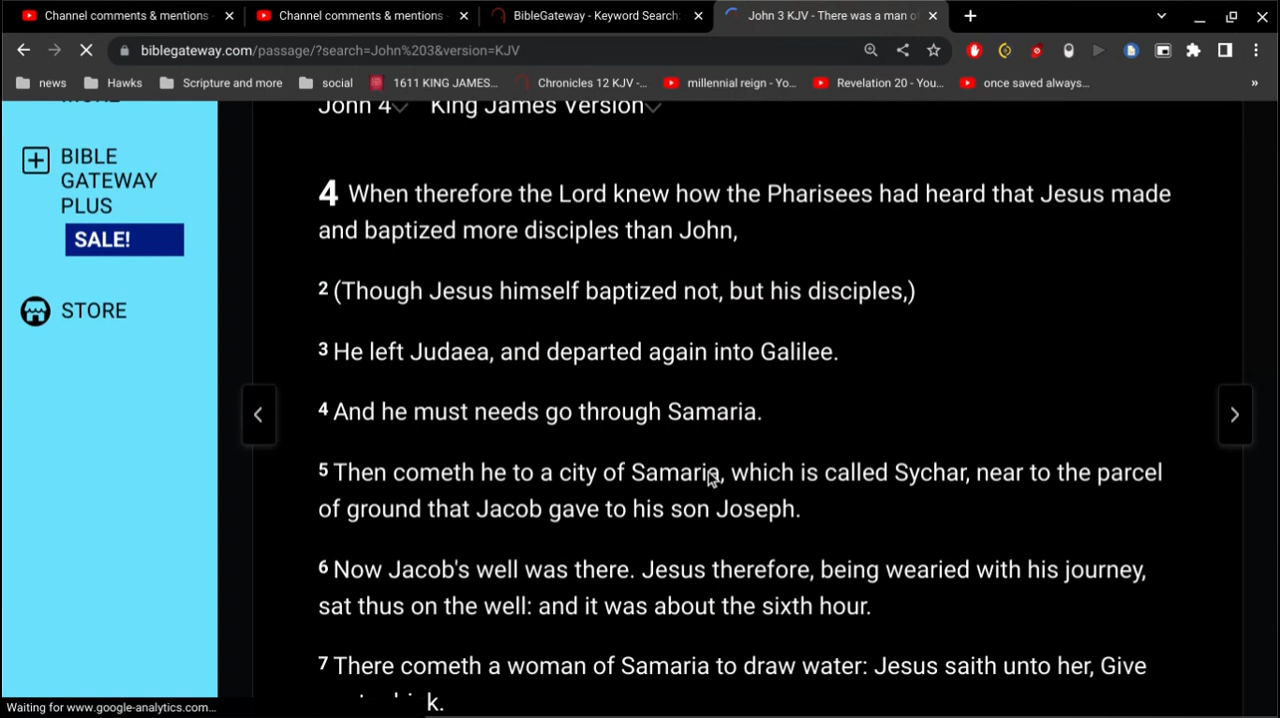 Channel comments & mentions
Channel comments & mentions -
BibleGateway - Keyword Search:
John 3 KJV - There was a man of
biblegateway.com/passage/?search=John%203&version=KJV
news
Hawks
Scripture and more
social
1611 KING JAMES...
Chronicles 12 KJV -...
millennial reign - Yo...
Revelation 20 - You...
once saved always...
»
John 4 King James Version
BIBLE
GATEWAY
PLUS
SALE!
STORE
4 When therefore the Lord knew how the Pharisees had heard that Jesus made
and baptized more disciples than John,
2 (Though Jesus himself baptized not, but his disciples,)
3 He left Judaea, and departed again into Galilee.
4 And he must needs go through Samaria.
5 Then cometh he to a city of Samaria, which is called Sychar, near to the parcel
of ground that Jacob gave to his son Joseph.
6 Now Jacob's well was there. Jesus therefore, being wearied with his journey,
sat thus on the well: and it was about the sixth hour.
7 There cometh a woman of Samaria to draw water: Jesus saith unto her, Give
Waiting for www.google-analytics.com...